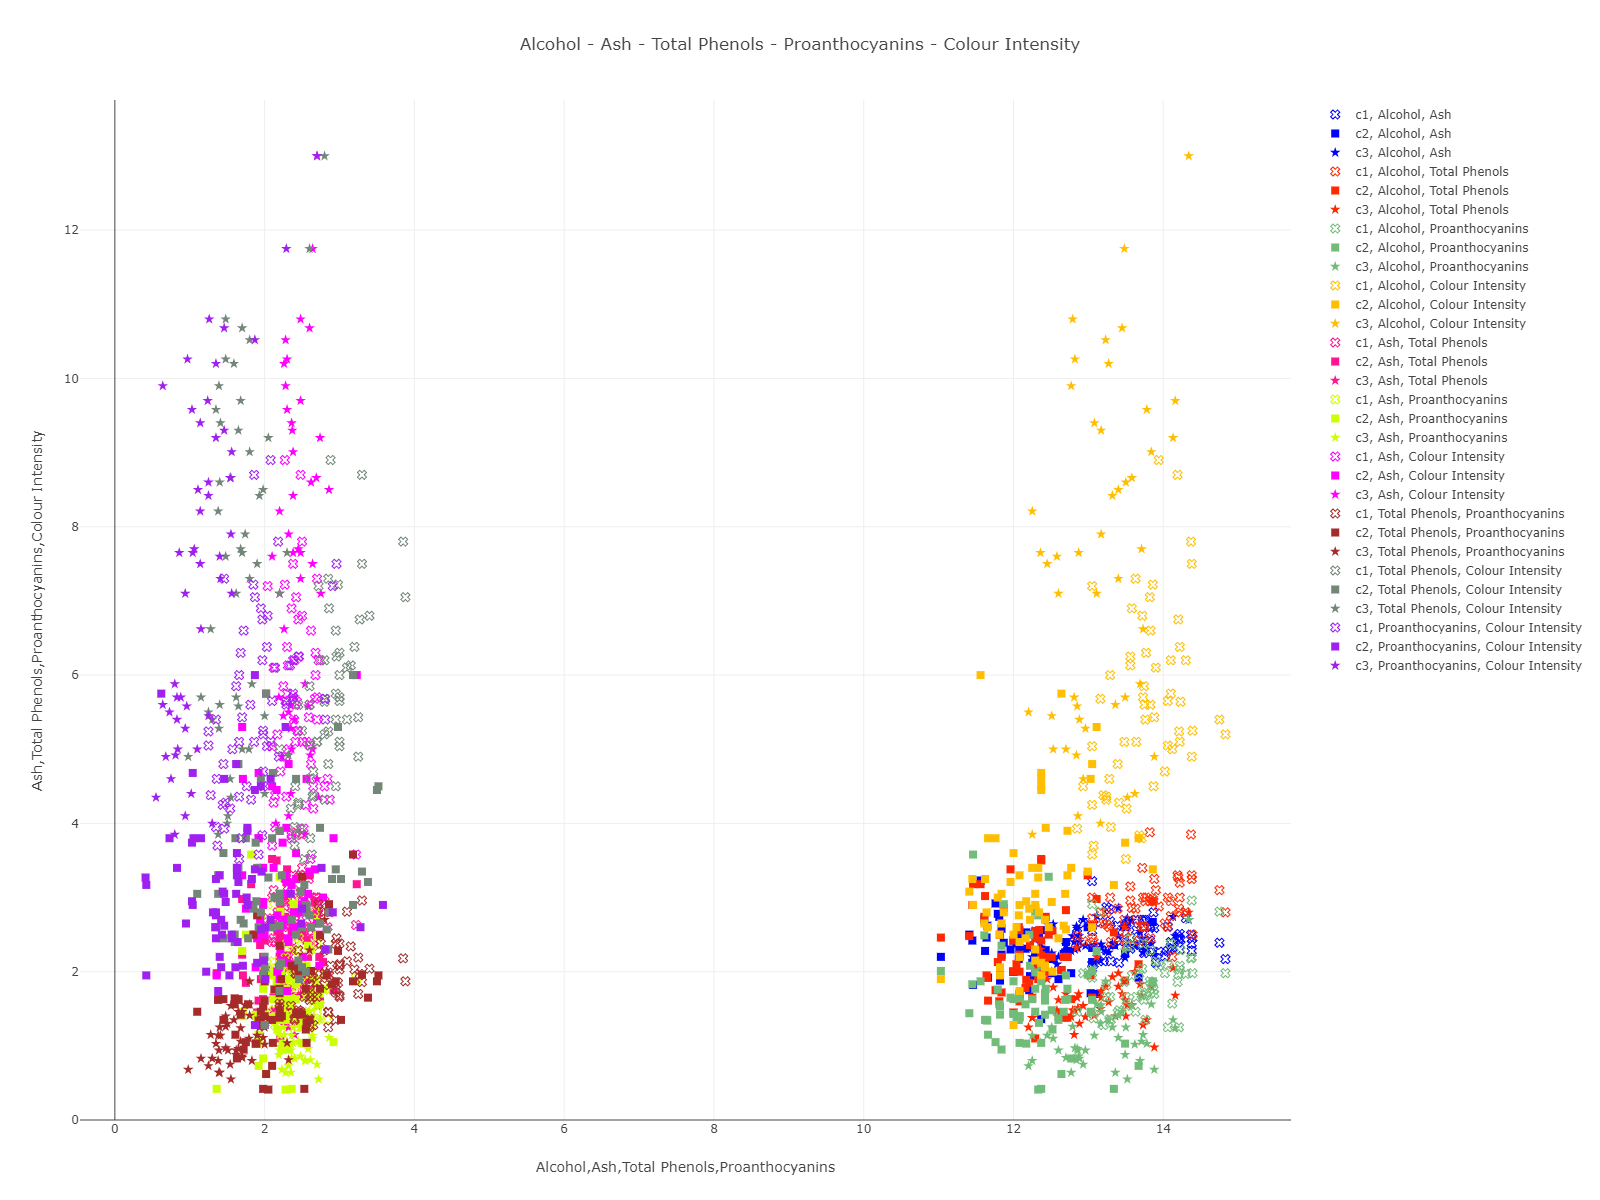 Alcohol - Ash - Total Phenols - Proanthocyanins - Colour Intensity
Ash,Total Phenols,Proanthocyanins,Colour Intensity
12
10
8
6
4
2
0
0 2 4 6 8 10 12 14
Alcohol,Ash,Total Phenols,Proanthocyanins
c1, Alcohol, Ash
c2, Alcohol, Ash
c3, Alcohol, Ash
c1, Alcohol, Total Phenols
c2, Alcohol, Total Phenols
c3, Alcohol, Total Phenols
c1, Alcohol, Proanthocyanins
c2, Alcohol, Proanthocyanins
c3, Alcohol, Proanthocyanins
c1, Alcohol, Colour Intensity
c2, Alcohol, Colour Intensity
c3, Alcohol, Colour Intensity
c1, Ash, Total Phenols
c2, Ash, Total Phenols
c3, Ash, Total Phenols
c1, Ash, Proanthocyanins
c2, Ash, Proanthocyanins
c3, Ash, Proanthocyanins
c1, Ash, Colour Intensity
c2, Ash, Colour Intensity
c3, Ash, Colour Intensity
c1, Total Phenols, Proanthocyanins
c2, Total Phenols, Proanthocyanins
c3, Total Phenols, Proanthocyanins
c1, Total Phenols, Colour Intensity
c2, Total Phenols, Colour Intensity
c3, Total Phenols, Colour Intensity
c1, Proanthocyanins, Colour Intensity
c2, Proanthocyanins, Colour Intensity
c3, Proanthocyanins, Colour Intensity